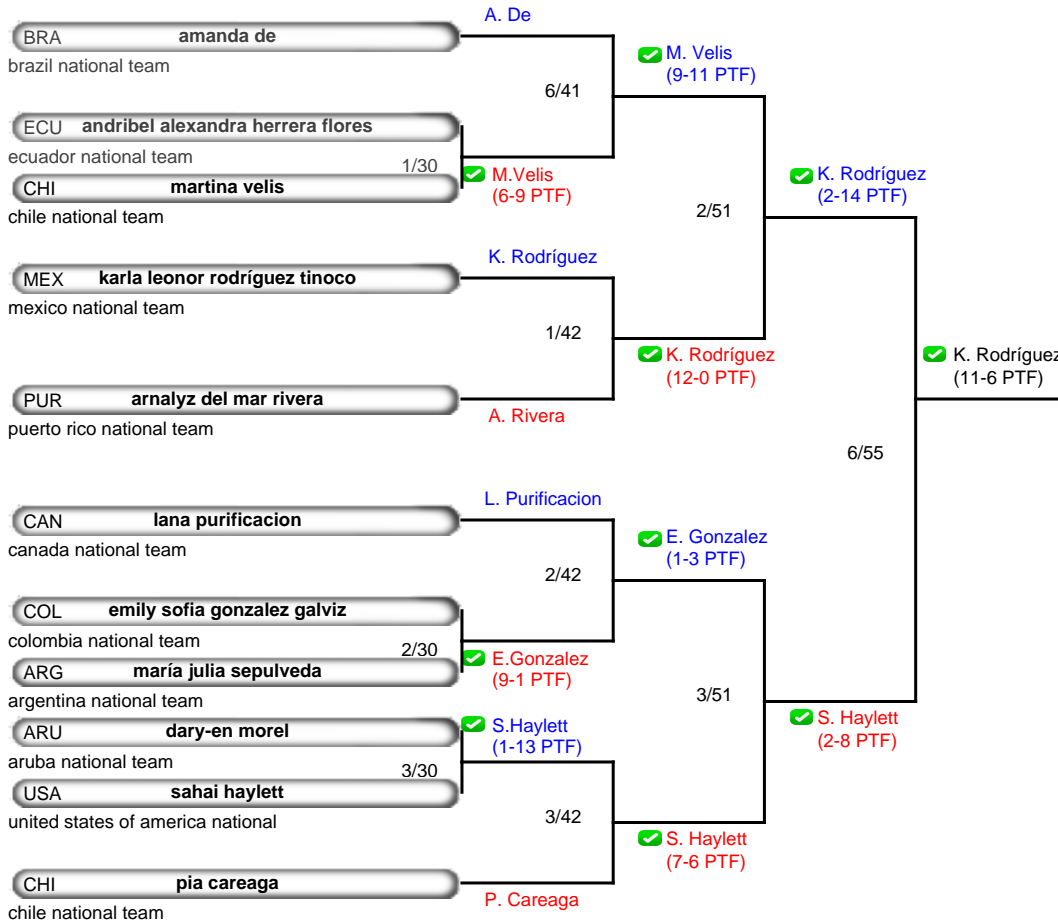 A. De
BRA amanda de
brazil national team
M. Velis
(9-11 PTF)
6/41
ECU andribel alexandra herrera flores
ecuador national team
1/30
M.Velis
(6-9 PTF)
CHI martina velis
chile national team
K. Rodríguez
(2-14 PTF)
2/51
K. Rodríguez
MEX karla leonor rodríguez tinoco
mexico national team
1/42
K. Rodríguez
(12-0 PTF)
K. Rodríguez
(11-6 PTF)
PUR arnalyz del mar rivera
puerto rico national team
A. Rivera
6/55
L. Purificacion
CAN lana purificacion
canada national team
E. Gonzalez
(1-3 PTF)
2/42
COL emily sofia gonzalez galviz
colombia national team
2/30
E.Gonzalez
(9-1 PTF)
ARG maría julia sepulveda
argentina national team
3/51
S. Haylett
(2-8 PTF)
ARU dary-en morel
aruba national team
S.Haylett
(1-13 PTF)
3/30
USA sahai haylett
united states of america national
3/42
S. Haylett
(7-6 PTF)
CHI pia careaga
chile national team
P. Careaga